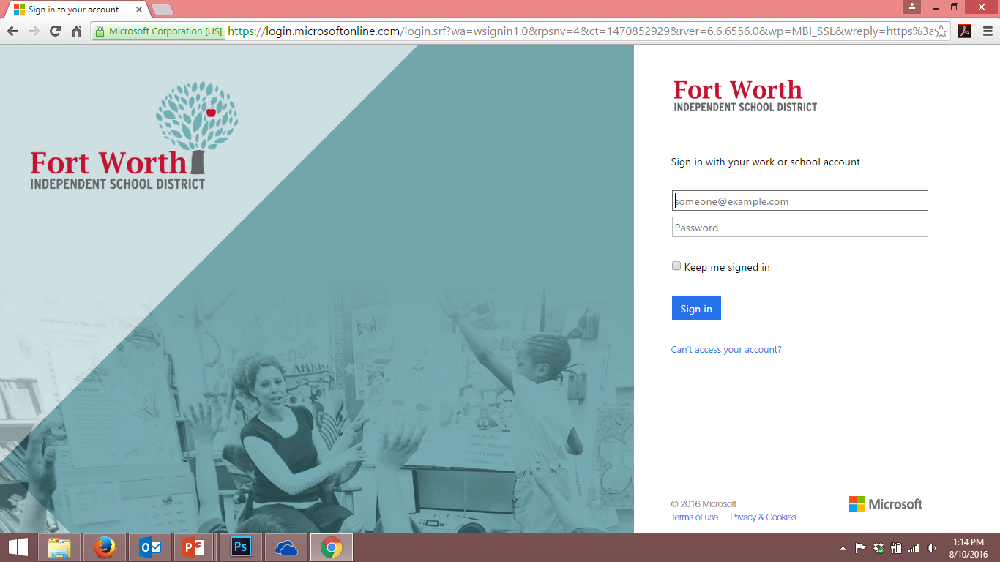 Sign in to your account
Microsoft Corporation [US]
https://login.microsoftonline.com/login.srf?wa=wsignin1.0&rpsnv=4&ct=1470852929&rver=6.6.6556.0&wp=MBI_SSL&wreply=https%3a
Fort Worth
INDEPENDENT SCHOOL DISTRICT
Grandpa's Garden
AMERI
Fort Worth
INDEPENDENT SCHOOL DISTRICT
Sign in with your work or school account
someone@example.com
Password
Keep me signed in
Sign in
Can't access your account?
© 2016 Microsoft
Terms of use Privacy & Cookies
Microsoft
1:14 PM
8/10/2016